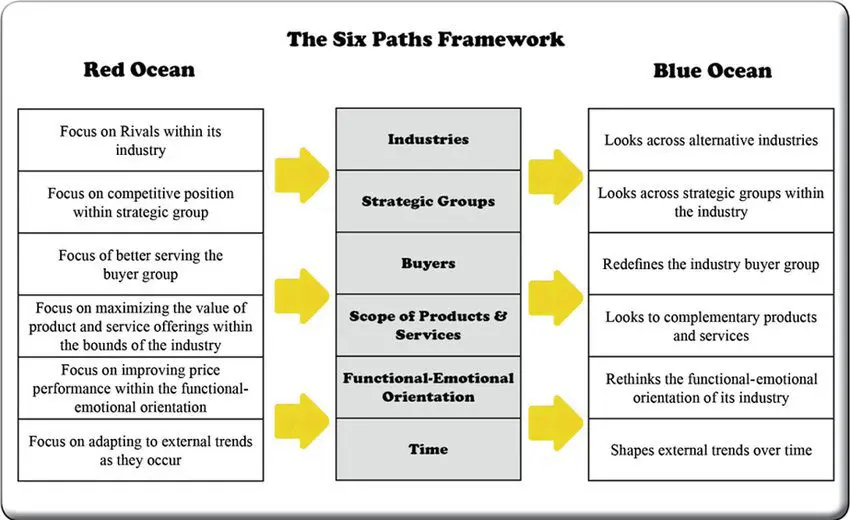 The Six Paths Framework
Red Ocean
Blue Ocean
Focus on Rivals within its
industry
Industries
Looks across alternative industries
Focus on competitive position
within strategic group
Strategic Groups
Looks across strategic groups within
the industry
Focus of better serving the
buyer group
Buyers
Redefines the industry buyer group
Focus on maximizing the value of
product and service offerings within
the bounds of the industry
Scope of Products &
Services
Looks to complementary products
and services
Focus on improving price
performance within the functional-
emotional orientation
Functional-Emotional
Orientation
Rethinks the functional-emotional
orientation of its industry
Focus on adapting to external trends
as they occur
Time
Shapes external trends over time